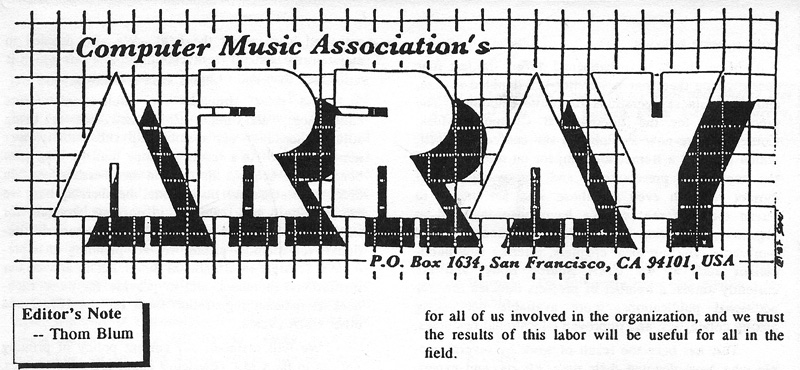 Computer Music Association's
ARRAY
P.O. Box 1634, San Francisco, CA 94101, USA
Editor's Note
-- Thom Blum
for all of us involved in the organization, and we trust
the results of this labor will be useful for all in the
field.